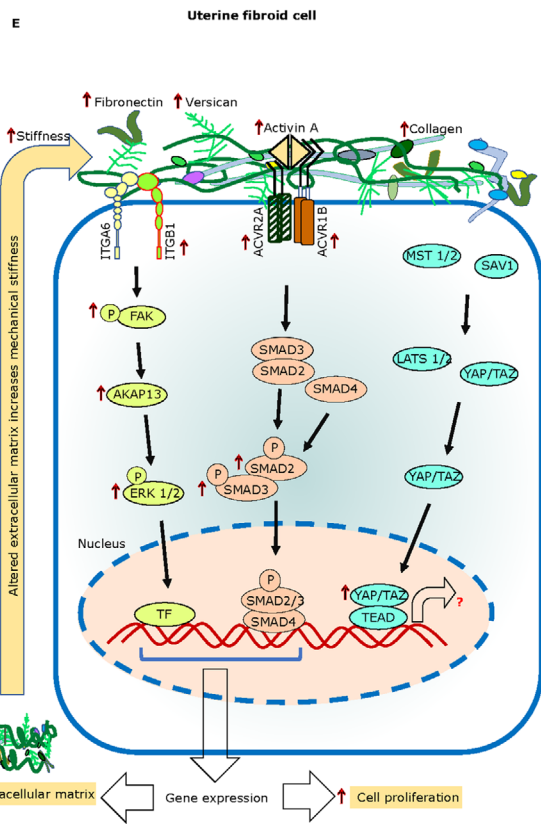 Uterine fibroid cell
E
Fibronectin
Versican
Stiffness
Activin A
Collagen
Altered extracellular matrix increases mechanical stiffness
ITGA6
ITGB1
ACVR2A
ACVR1B
MST 1/2
SAV1
P
FAK
SMAD3
SMAD2
LATS 1/2
YAP/TAZ
AKAP13
SMAD4
P
SMAD2
P
SMAD3
P
ERK 1/2
YAP/TAZ
Nucleus
P
SMAD2/3
SMAD4
TF
YAP/TAZ
TEAD
?
acellular matrix
Gene expression
Cell proliferation